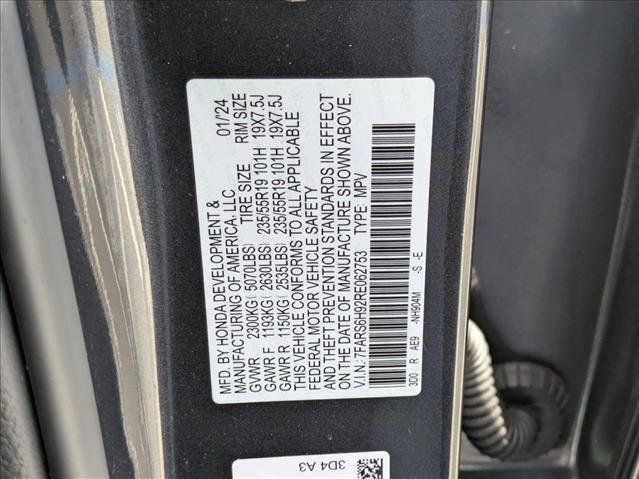 MFD. BY HONDA DEVELOPMENT & 01/'24
MANUFACTURING OF AMERICA, LLC
TIRE SIZE RIM SIZE
GVWR 2300KG( 5070LBS)
GAWR F 1193KG( 2630LBS) 235/55R19 101H 19X7.5J
GAWR R 1150KG( 2535LBS) 235/55R19 101H 19X7.5J
THIS VEHICLE CONFORMS TO ALL APPLICABLE
FEDERAL MOTOR VEHICLE SAFETY
AND THEFT PREVENTION STANDARDS IN EFFECT
ON THE DATE OF MANUFACTURE SHOWN ABOVE.
V.I.N.: 7FARS6H92RE062753 TYPE: MPV
3D0 R AE9 -NH904M -S -E
3D4 A3